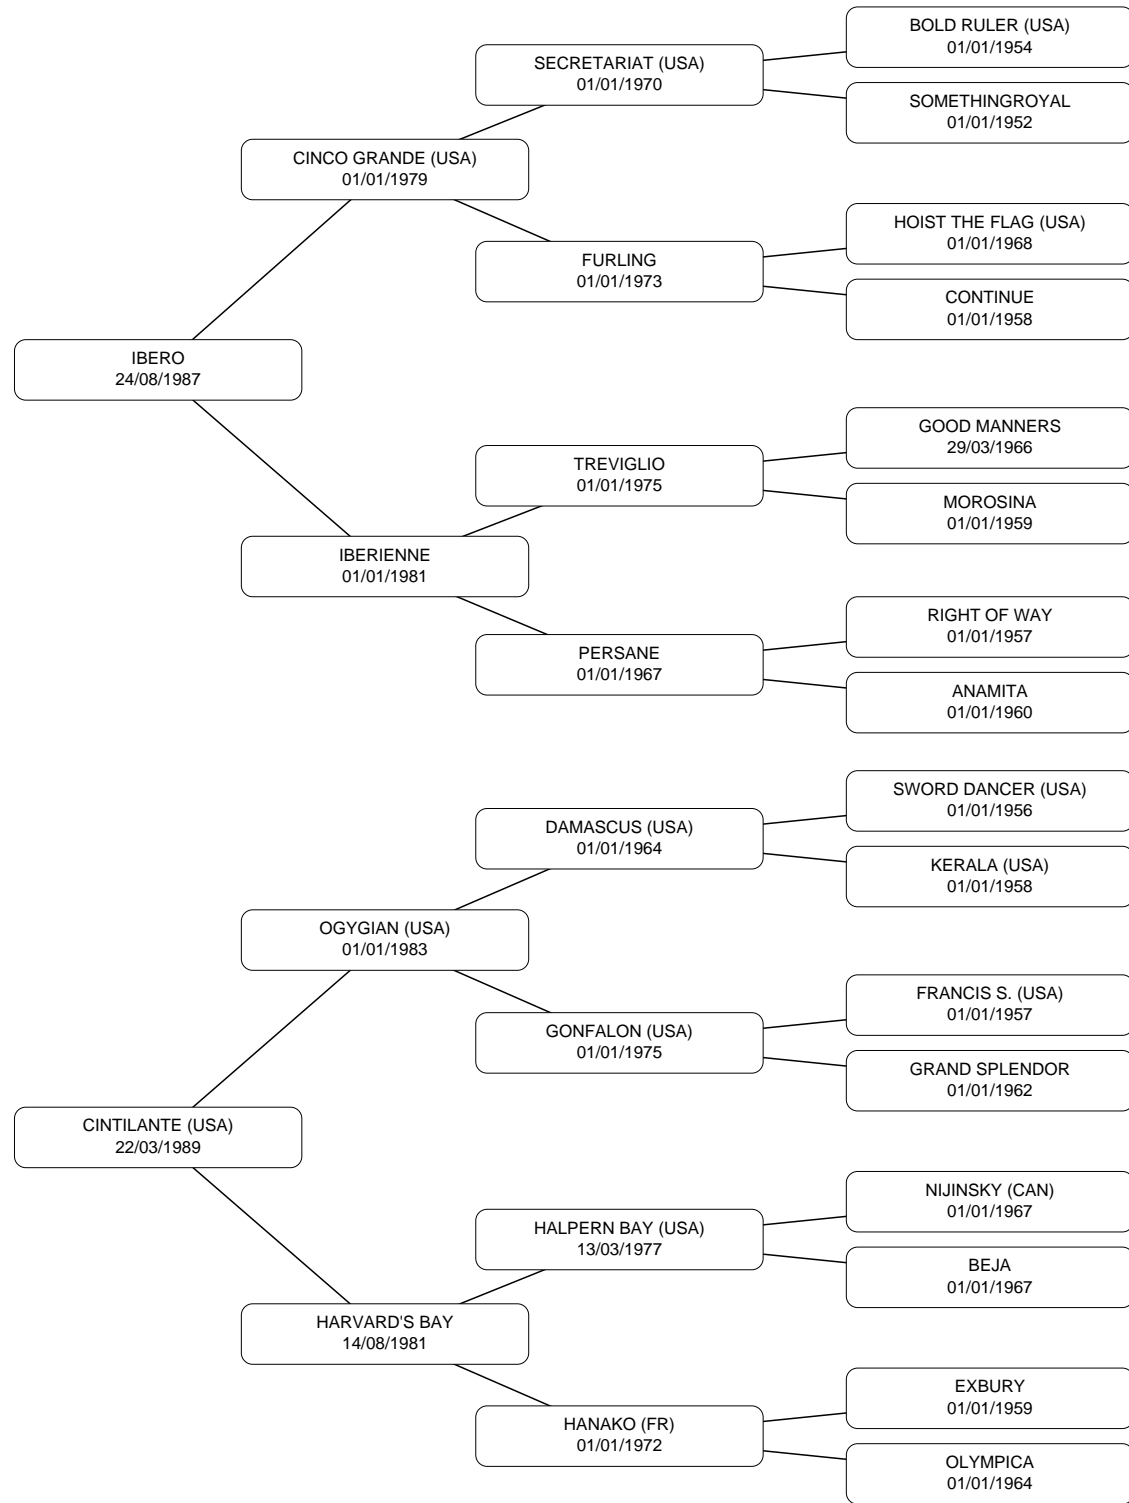 BOLD RULER (USA)
01/01/1954
SECRETARIAT (USA)
01/01/1970
SOMETHINGROYAL
01/01/1952
CINCO GRANDE (USA)
01/01/1979
HOIST THE FLAG (USA)
01/01/1968
FURLING
01/01/1973
CONTINUE
01/01/1958
IBERO
24/08/1987
GOOD MANNERS
29/03/1966
TREVIGLIO
01/01/1975
MOROSINA
01/01/1959
IBERIENNE
01/01/1981
RIGHT OF WAY
01/01/1957
PERSANE
01/01/1967
ANAMITA
01/01/1960
SWORD DANCER (USA)
01/01/1956
DAMASCUS (USA)
01/01/1964
KERALA (USA)
01/01/1958
OGYGIAN (USA)
01/01/1983
FRANCIS S. (USA)
01/01/1957
GONFALON (USA)
01/01/1975
GRAND SPLENDOR
01/01/1962
CINTILANTE (USA)
22/03/1989
NIJINSKY (CAN)
01/01/1967
HALPERN BAY (USA)
13/03/1977
BEJA
01/01/1967
HARVARD'S BAY
14/08/1981
EXBURY
01/01/1959
HANAKO (FR)
01/01/1972
OLYMPICA
01/01/1964